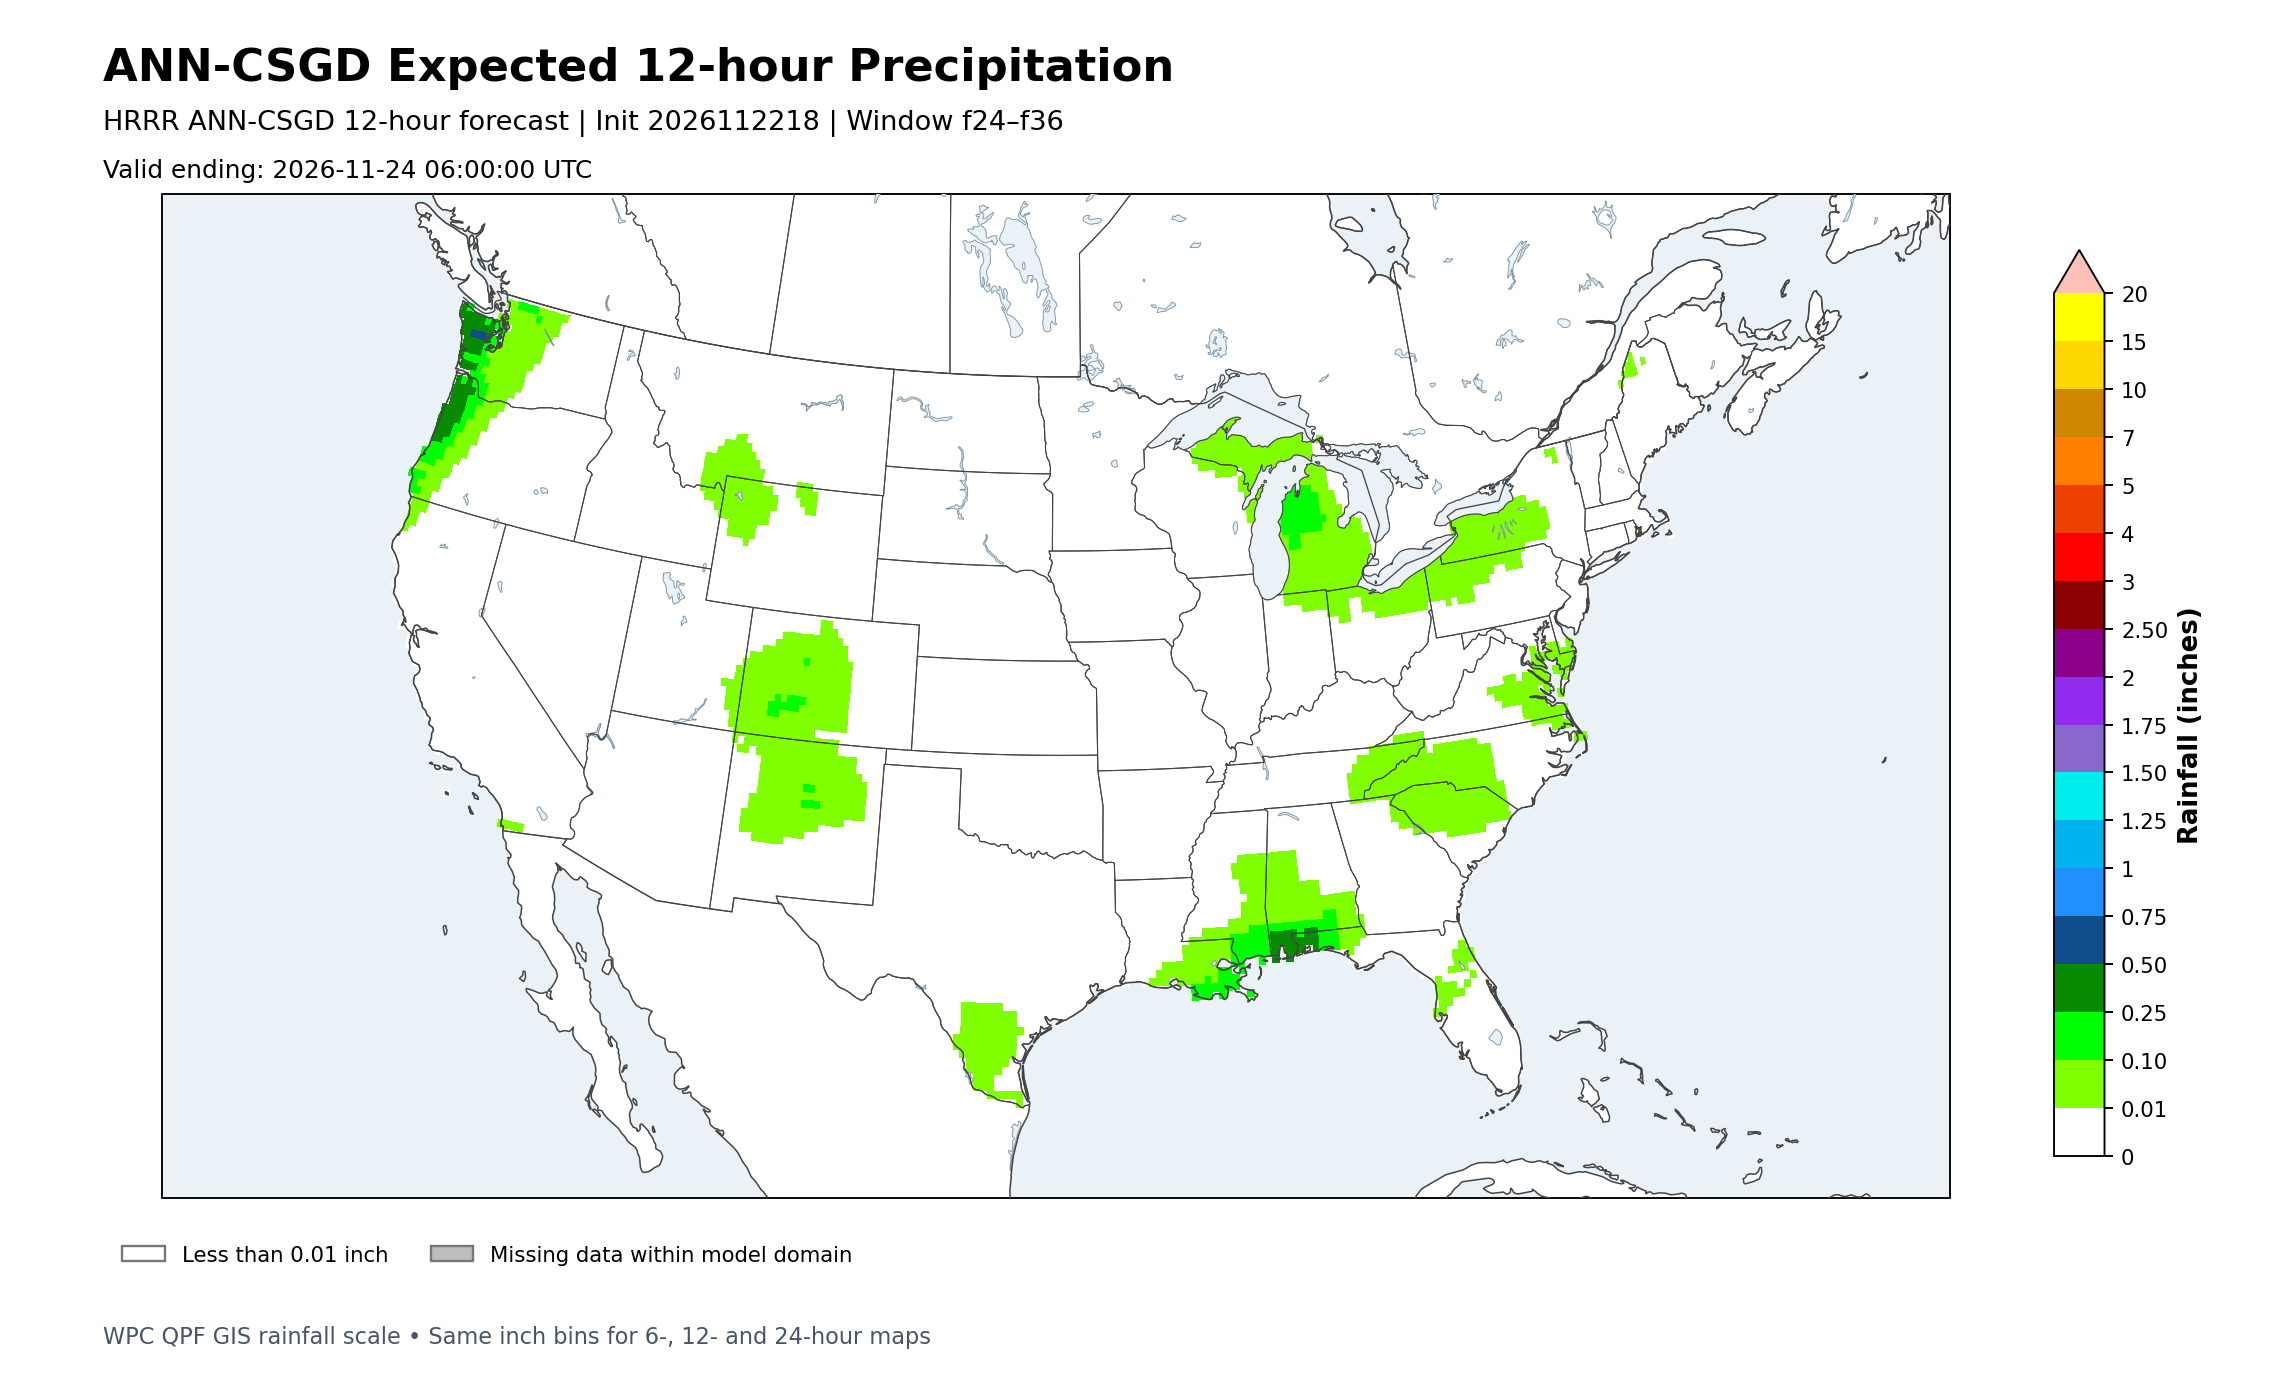 ANN-CSGD Expected 12-hour Precipitation
HRRR ANN-CSGD 12-hour forecast | Init 2026112218 | Window f24–f36
Valid ending: 2026-11-24 06:00:00 UTC
20
15
10
7
5
4
3
2.50
2
1.75
1.50
1.25
1
0.75
0.50
0.25
0.10
0.01
0
Rainfall (inches)
Less than 0.01 inch
Missing data within model domain
WPC QPF GIS rainfall scale • Same inch bins for 6-, 12- and 24-hour maps